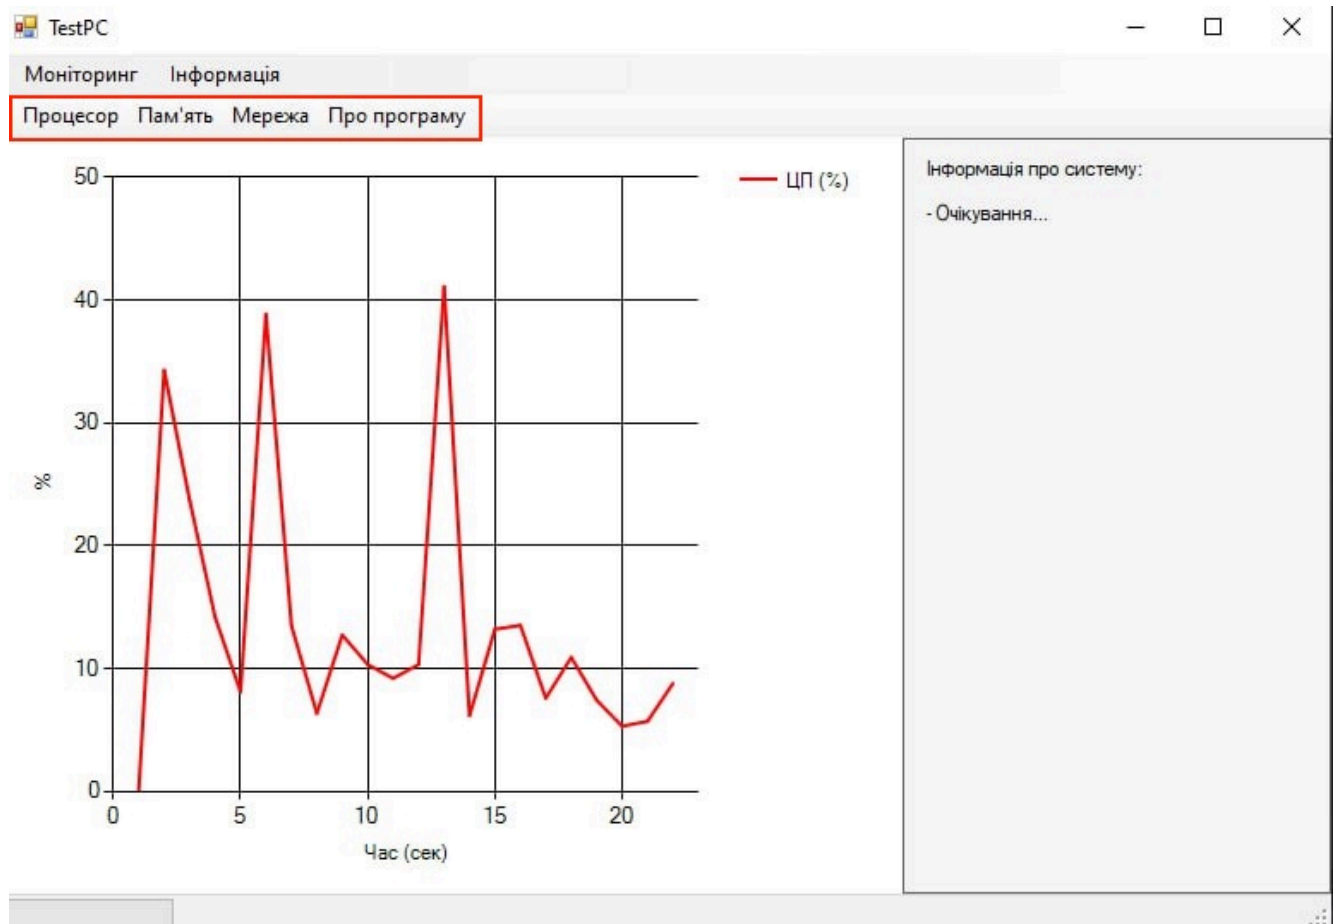 TestPC
Моніторинг Інформація
Процесор Пам'ять Мережа Про програму
50
40
30
20
10
0
%
0 5 10 15 20
Час (сек)
ЦП (%)
Інформація про систему:
- Очікування...